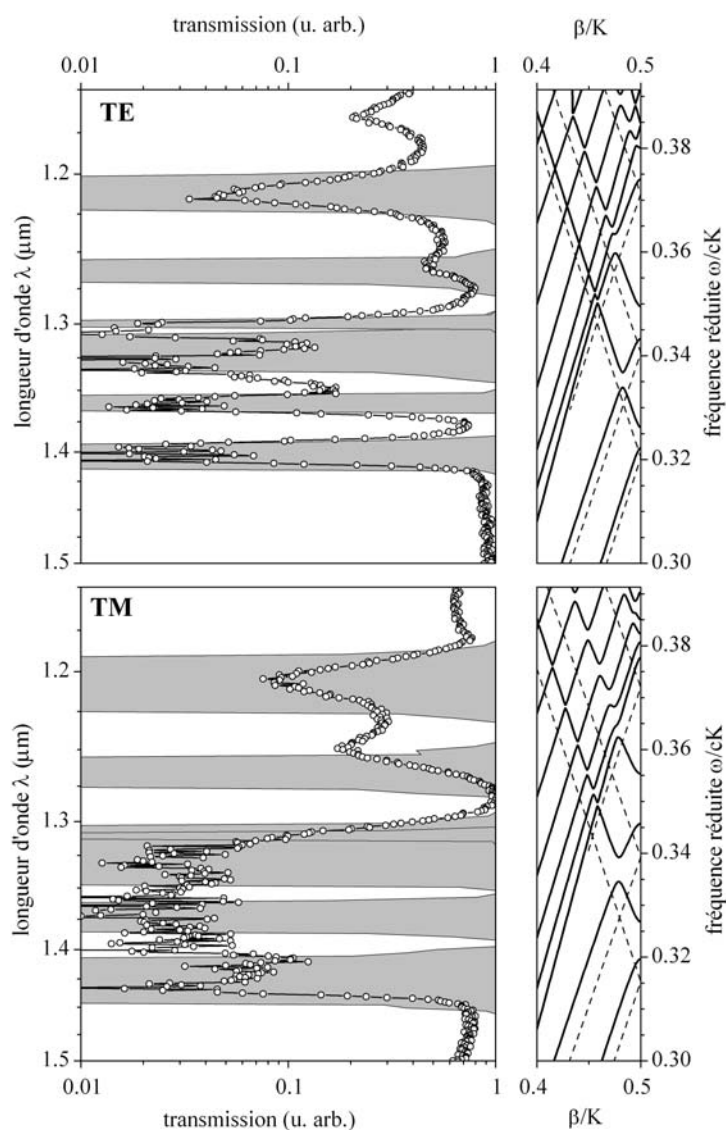 transmission (u. arb.)
β/K
0.01
0.1
1
0.4
0.5
TE
1.2
1.3
1.4
1.5
longueur d'onde λ (μm)
0.38
0.36
0.34
0.32
0.30
fréquence réduite ω/cK
TM
1.2
1.3
1.4
1.5
longueur d'onde λ (μm)
0.38
0.36
0.34
0.32
0.30
fréquence réduite ω/cK
0.01
0.1
1
0.4
0.5
transmission (u. arb.)
β/K